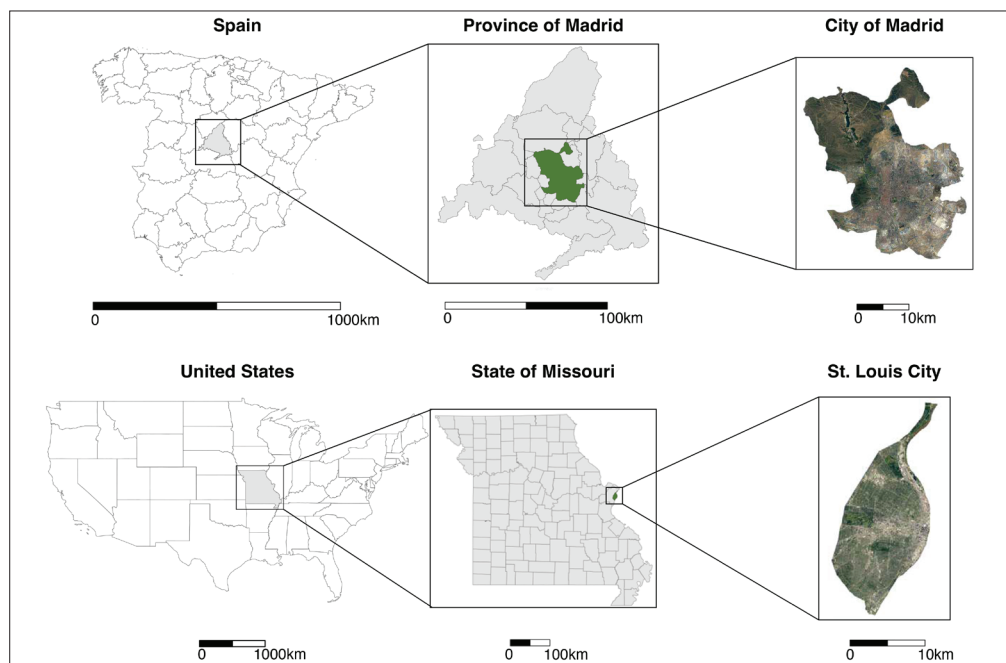 Spain
Province of Madrid
City of Madrid
0 1000km
0 100km
0 10km
United States
State of Missouri
St. Louis City
0 1000km
0 100km
0 10km